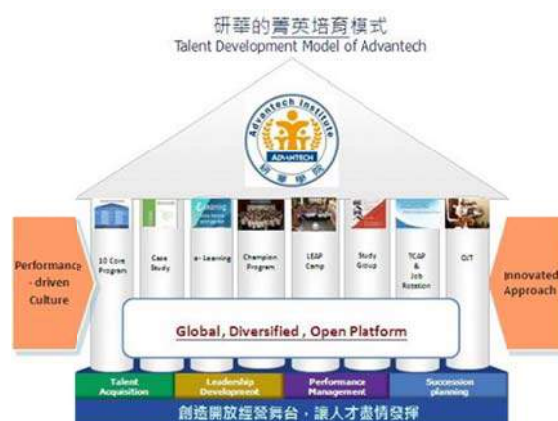 研華的菁英培育模式
Talent Development Model of Advantech
Advantech Institute
ADVANTECH
研華學院
Performance
- driven
Culture
10 Core
Program
Case
Study
e- Learning
Champion
Program
LEAP
Camp
Study
Group
TCAP
&
Job
Rotation
OJT
Innovated
Approach
Global , Diversified , Open Platform
Talent
Acquisition
Leadership
Development
Performance
Management
Succession
planning
創造開放經營舞台，讓人才盡情發揮